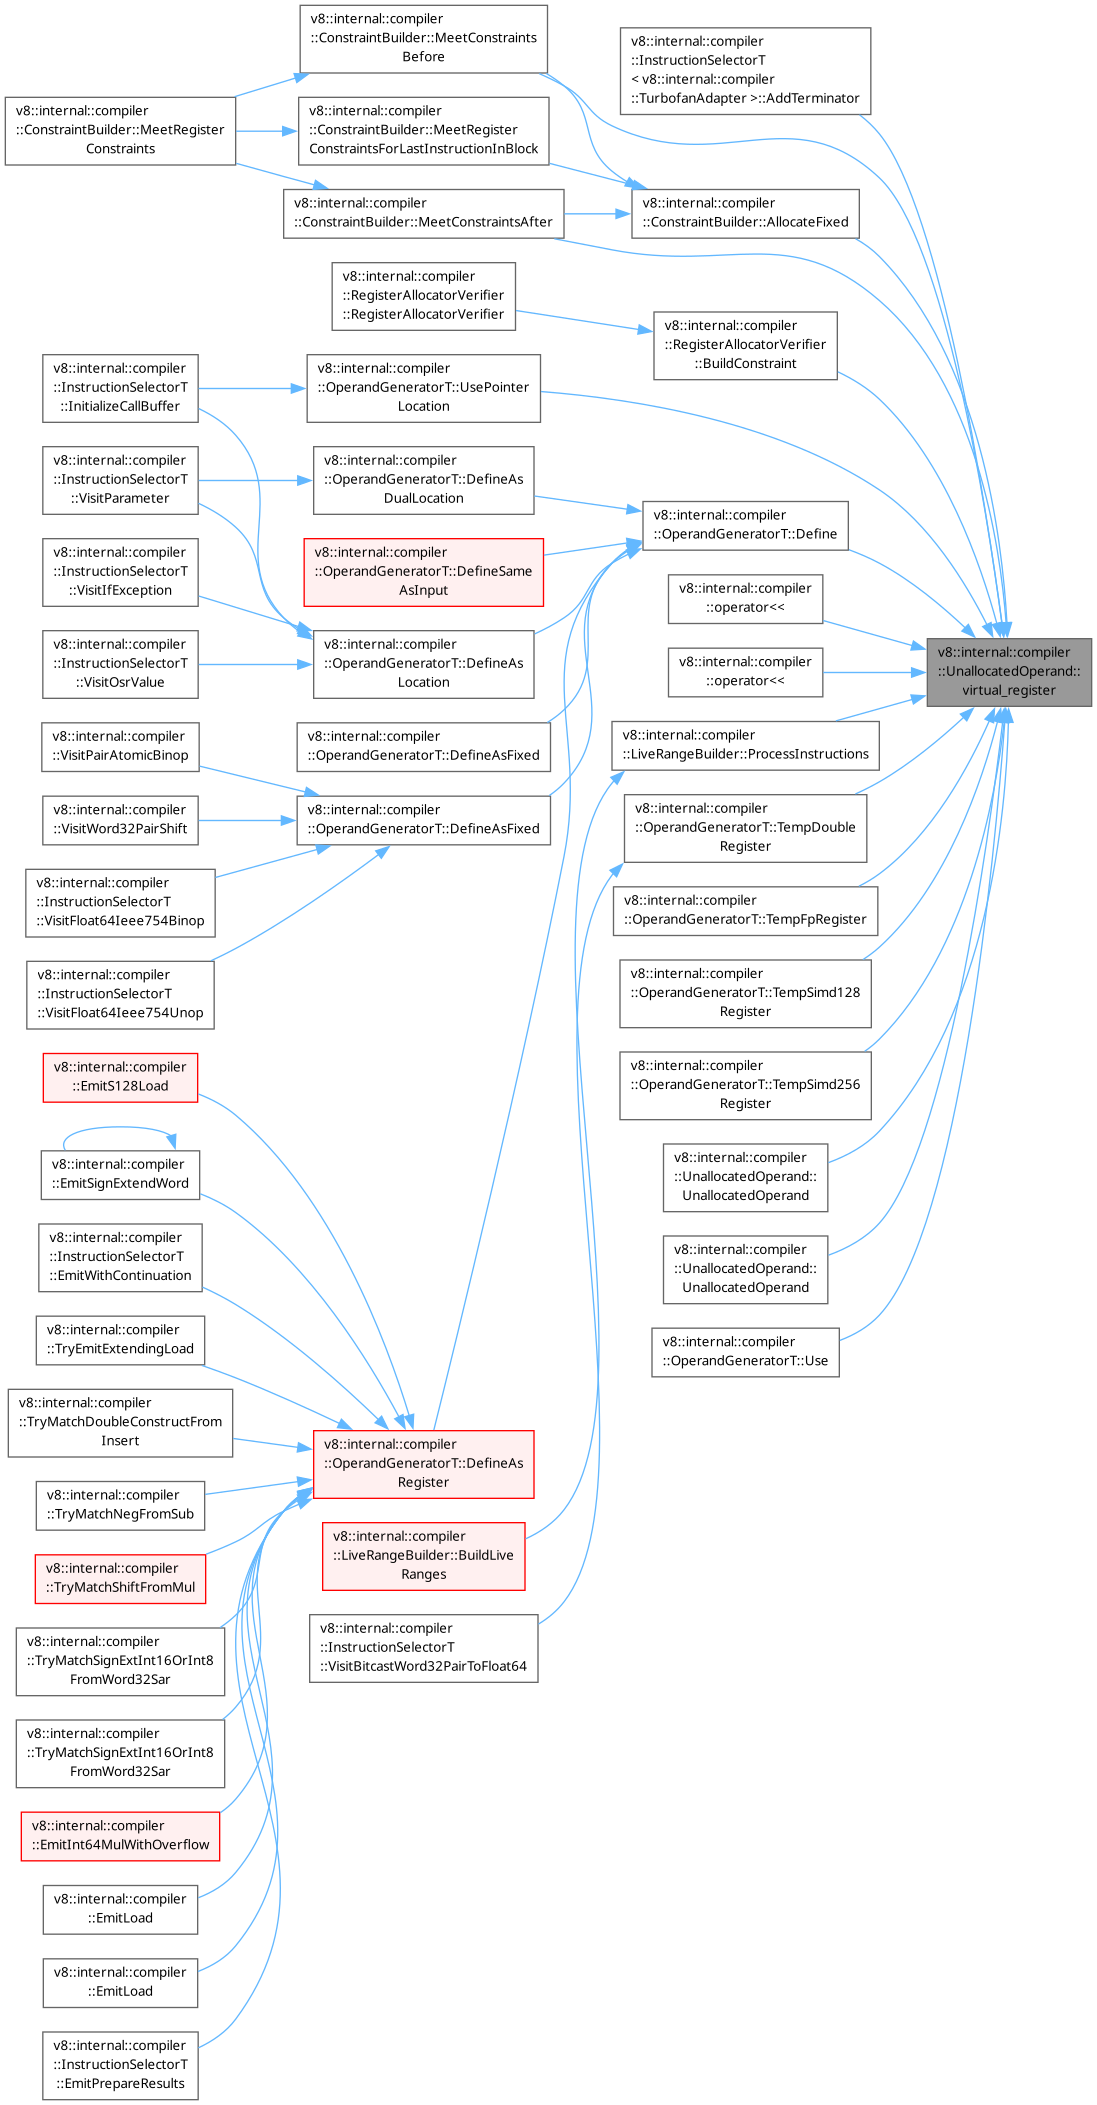 v8::internal::compiler
::ConstraintBuilder::MeetConstraints
Before
v8::internal::compiler
::InstructionSelectorT
< v8::internal::compiler
::TurbofanAdapter >::AddTerminator
v8::internal::compiler
::ConstraintBuilder::MeetRegister
Constraints
v8::internal::compiler
::ConstraintBuilder::MeetRegister
ConstraintsForLastInstructionInBlock
v8::internal::compiler
::ConstraintBuilder::MeetConstraintsAfter
v8::internal::compiler
::ConstraintBuilder::AllocateFixed
v8::internal::compiler
::RegisterAllocatorVerifier
::RegisterAllocatorVerifier
v8::internal::compiler
::RegisterAllocatorVerifier
::BuildConstraint
v8::internal::compiler
::InstructionSelectorT
::InitializeCallBuffer
v8::internal::compiler
::OperandGeneratorT::UsePointer
Location
v8::internal::compiler
::InstructionSelectorT
::VisitParameter
v8::internal::compiler
::OperandGeneratorT::DefineAs
DualLocation
v8::internal::compiler
::OperandGeneratorT::Define
v8::internal::compiler
::InstructionSelectorT
::VisitIfException
v8::internal::compiler
::OperandGeneratorT::DefineSame
AsInput
v8::internal::compiler
::operator<<
v8::internal::compiler
::InstructionSelectorT
::VisitOsrValue
v8::internal::compiler
::OperandGeneratorT::DefineAs
Location
v8::internal::compiler
::operator<<
v8::internal::compiler
::UnallocatedOperand::
virtual_register
v8::internal::compiler
::VisitPairAtomicBinop
v8::internal::compiler
::OperandGeneratorT::DefineAsFixed
v8::internal::compiler
::LiveRangeBuilder::ProcessInstructions
v8::internal::compiler
::VisitWord32PairShift
v8::internal::compiler
::OperandGeneratorT::DefineAsFixed
v8::internal::compiler
::OperandGeneratorT::TempDouble
Register
v8::internal::compiler
::InstructionSelectorT
::VisitFloat64Ieee754Binop
v8::internal::compiler
::OperandGeneratorT::TempFpRegister
v8::internal::compiler
::InstructionSelectorT
::VisitFloat64Ieee754Unop
v8::internal::compiler
::OperandGeneratorT::TempSimd128
Register
v8::internal::compiler
::EmitS128Load
v8::internal::compiler
::OperandGeneratorT::TempSimd256
Register
v8::internal::compiler
::EmitSignExtendWord
v8::internal::compiler
::UnallocatedOperand::
UnallocatedOperand
v8::internal::compiler
::InstructionSelectorT
::EmitWithContinuation
v8::internal::compiler
::UnallocatedOperand::
UnallocatedOperand
v8::internal::compiler
::TryEmitExtendingLoad
v8::internal::compiler
::OperandGeneratorT::Use
v8::internal::compiler
::TryMatchDoubleConstructFrom
Insert
v8::internal::compiler
::OperandGeneratorT::DefineAs
Register
v8::internal::compiler
::TryMatchNegFromSub
v8::internal::compiler
::LiveRangeBuilder::BuildLive
Ranges
v8::internal::compiler
::TryMatchShiftFromMul
v8::internal::compiler
::InstructionSelectorT
::VisitBitcastWord32PairToFloat64
v8::internal::compiler
::TryMatchSignExtInt16OrInt8
FromWord32Sar
v8::internal::compiler
::TryMatchSignExtInt16OrInt8
FromWord32Sar
v8::internal::compiler
::EmitInt64MulWithOverflow
v8::internal::compiler
::EmitLoad
v8::internal::compiler
::EmitLoad
v8::internal::compiler
::InstructionSelectorT
::EmitPrepareResults